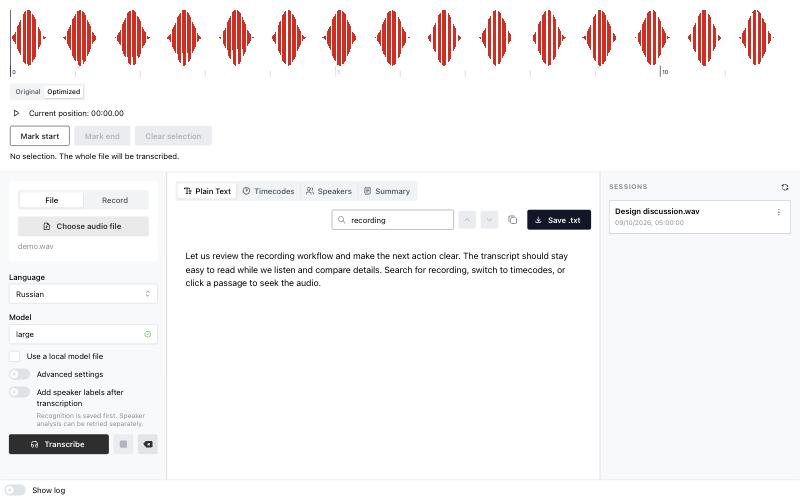 0
1
10
Original Optimized
Current position: 00:00.00
Mark start Mark end Clear selection
No selection. The whole file will be transcribed.
File Record
Choose audio file
demo.wav
Language
Russian
Model
large
Use a local model file
Advanced settings
Add speaker labels after
transcription
Recognition is saved first. Speaker
analysis can be retried separately.
Transcribe
Plain Text Timecodes Speakers Summary
recording Save .txt
Let us review the recording workflow and make the next action clear. The transcript should stay
easy to read while we listen and compare details. Search for recording, switch to timecodes, or
click a passage to seek the audio.
SESSIONS
Design discussion.wav
09/10/2026, 05:00:00
Show log